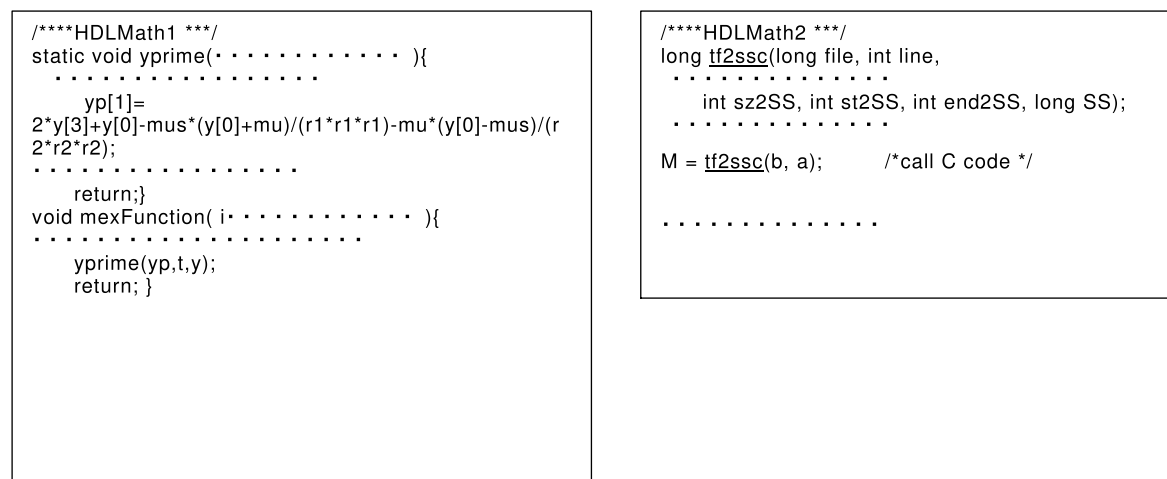 /****HDLMath1 ***/
static void yprime(· · · · · · · · · · · · · ){
· · · · · · · · · · · · · · · · · ·
yp[1]=
2*y[3]+y[0]-mus*(y[0]+mu)/(r1*r1*r1)-mu*(y[0]-mus)/(r
2*r2*r2);
· · · · · · · · · · · · · · · · · ·
return;}
void mexFunction( i· · · · · · · · · · · · · ){
· · · · · · · · · · · · · · · · · · · · · ·
yprime(yp,t,y);
return; }
/****HDLMath2 ***/
long tf2ssc(long file, int line,
· · · · · · · · · · · · · ·
int sz2SS, int st2SS, int end2SS, long SS);
· · · · · · · · · · · · · ·
M = tf2ssc(b, a); /*call C code */
· · · · · · · · · · · · · ·